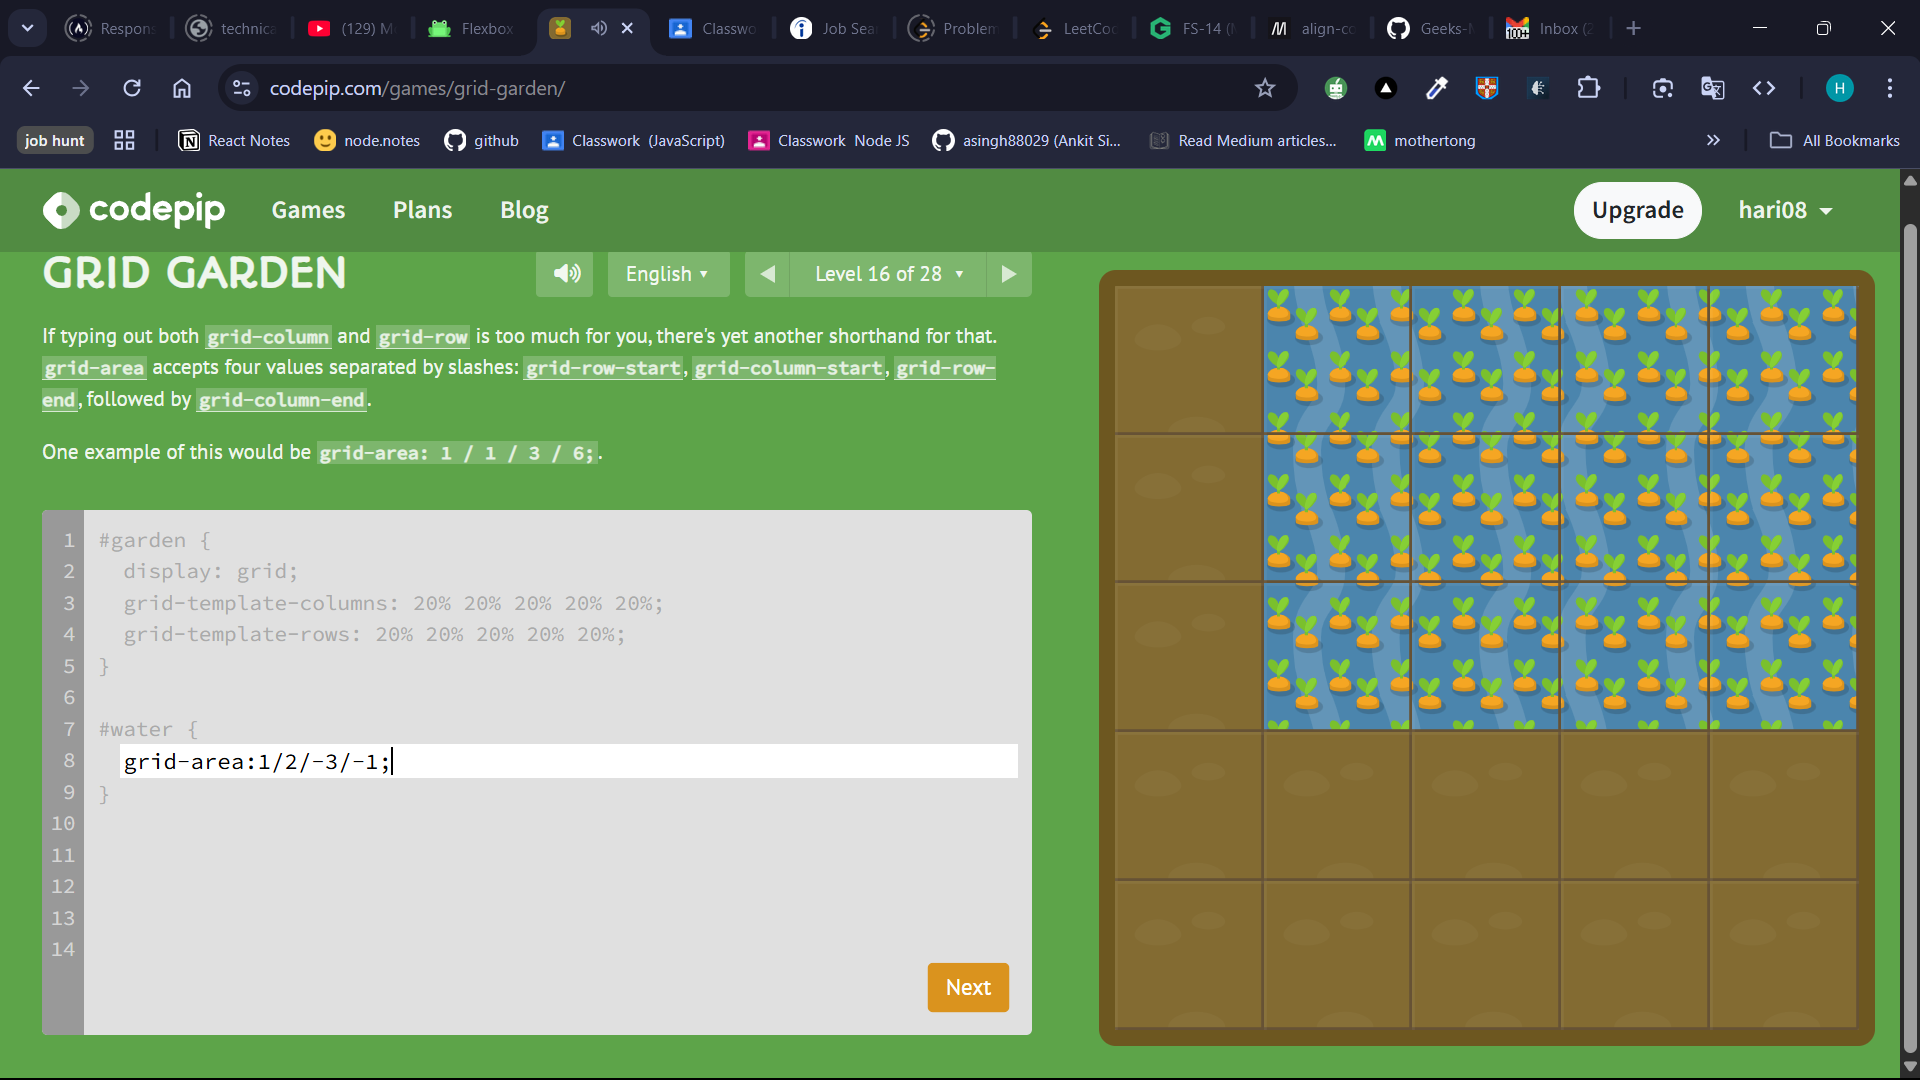 Respons
technica
(129) M
Flexbox
Classwo
Job Sea
Problem
LeetCod
FS-14 (M
align-co
Geeks-
100+
Inbox (2
codepip.com/games/grid-garden/
H
job hunt
React Notes
node.notes
github
Classwork (JavaScript)
Classwork Node JS
asingh88029 (Ankit Si...
Read Medium articles...
mothertong
All Bookmarks
codepip
Games
Plans
Blog
Upgrade
hari08
GRID GARDEN
English
Level 16 of 28
If typing out both grid-column and grid-row is too much for you, there's yet another shorthand for that.
grid-area accepts four values separated by slashes: grid-row-start, grid-column-start, grid-row-
end, followed by grid-column-end.
One example of this would be grid-area: 1 / 1 / 3 / 6;.
1 #garden {
2 display: grid;
3 grid-template-columns: 20% 20% 20% 20% 20%;
4 grid-template-rows: 20% 20% 20% 20% 20%;
5 }
6
7 #water {
8 grid-area:1/2/-3/-1;
9 }
10
11
12
13
14
Next